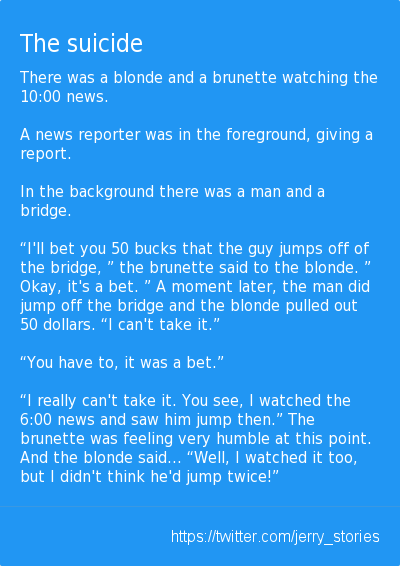 The suicide
There was a blonde and a brunette watching the
10:00 news.
A news reporter was in the foreground, giving a
report.
In the background there was a man and a
bridge.
“I'll bet you 50 bucks that the guy jumps off of
the bridge, ” the brunette said to the blonde. ”
Okay, it's a bet. ” A moment later, the man did
jump off the bridge and the blonde pulled out
50 dollars. “I can't take it.”
“You have to, it was a bet.”
“I really can't take it. You see, I watched the
6:00 news and saw him jump then.” The
brunette was feeling very humble at this point.
And the blonde said... “Well, I watched it too,
but I didn't think he'd jump twice!”
https://twitter.com/jerry_stories